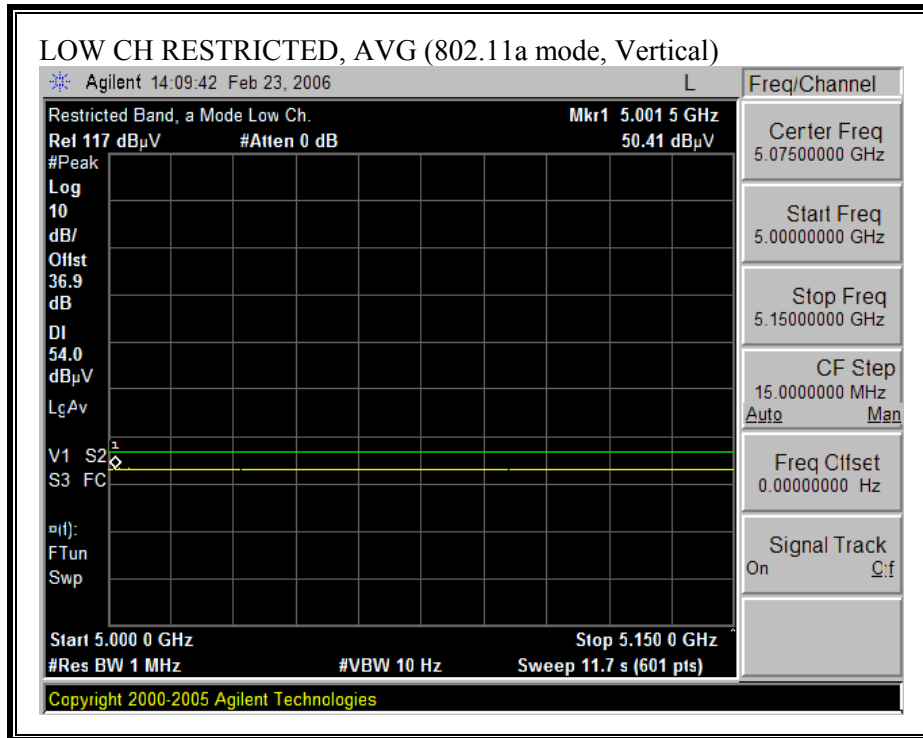 LOW CH RESTRICTED, AVG (802.11a mode, Vertical)
Agilent 14:09:42 Feb 23, 2006 L
Restricted Band, a Mode Low Ch. Mkr1 5.001 5 GHz
Ref 117 dBµV #Atten 0 dB 50.41 dBµV
#Peak
Log
10
dB/
Offst
36.9
dB
DI
54.0
dBµV
LgAv
V1 S2
S3 FC
¤(f):
FTun
Swp
1
Start 5.000 0 GHz Stop 5.150 0 GHz
#Res BW 1 MHz #VBW 10 Hz Sweep 11.7 s (601 pts)
Copyright 2000-2005 Agilent Technologies
Freq/Channel
Center Freq
5.07500000 GHz
Start Freq
5.00000000 GHz
Stop Freq
5.15000000 GHz
CF Step
15.0000000 MHz
Auto Man
Freq Offset
0.00000000 Hz
Signal Track
On Off